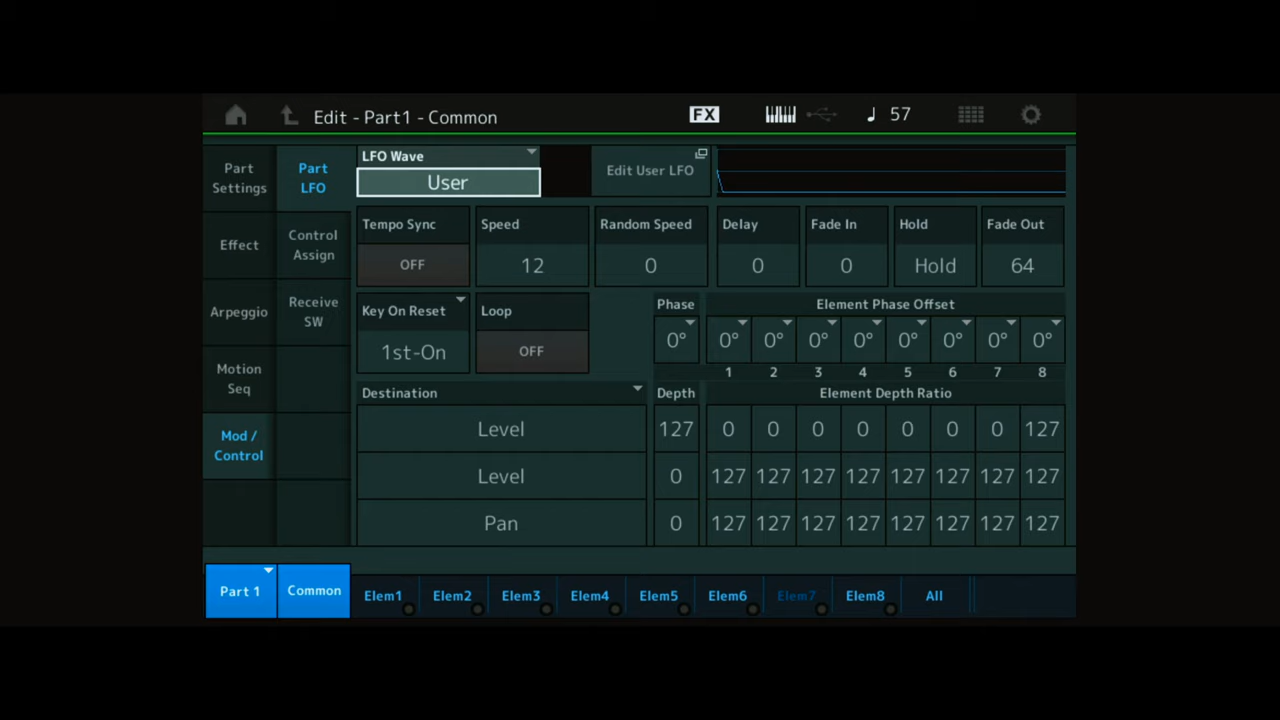 Edit - Part1 - Common
FX
57
Part Settings
Part LFO
LFO Wave
User
Edit User LFO
Effect
Control Assign
Tempo Sync
OFF
Speed
12
Random Speed
0
Delay
0
Fade In
0
Hold
Hold
Fade Out
64
Arpeggio
Receive SW
Key On Reset
1st-On
Loop
OFF
Phase
0°
Element Phase Offset
0° 0° 0° 0° 0° 0° 0° 0°
1 2 3 4 5 6 7 8
Motion Seq
Destination
Depth
Element Depth Ratio
Mod / Control
Level 127 0 0 0 0 0 0 0 127
Level 0 127 127 127 127 127 127 127 127
Pan 0 127 127 127 127 127 127 127 127
Part 1 Common Elem1 Elem2 Elem3 Elem4 Elem5 Elem6 Elem7 Elem8 All